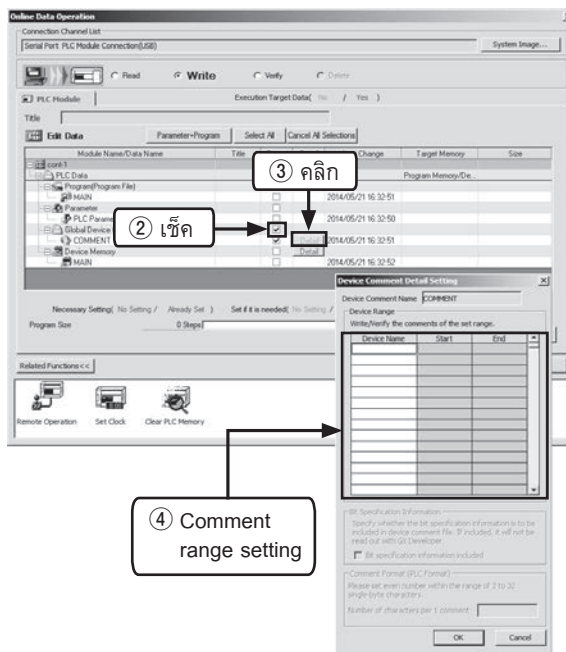 Online Data Operation
Connection Channel List
Serial Port PLC Module Connection(USB)
System Image...
Read
Write
Verify
Delete
PLC Module
Execution Target Data( No / Yes )
Title
Edit Data
Parameter+Program
Select All
Cancel All Selections
Module Name/Data Name
Title
Change
Target Memory
Size
cont-1
PLC Data
Program Memory/De...
Program(Program File)
MAIN
2014/05/21 16:32:51
Parameter
PLC Parame
2014/05/21 16:32:50
Global Device
COMMENT
Detail
2014/05/21 16:32:51
Device Memory
Detail
MAIN
2014/05/21 16:32:52
③ คลิก
② เช็ค
Necessary Setting( No Setting / Already Set )
Set if it is needed( No Setting /
Program Size
0 Steps
Related Functions<<
Remote Operation
Set Clock
Clear PLC Memory
Device Comment Detail Setting
Device Comment Name
COMMENT
Device Range
Write/Verify the comments of the set range.
Device Name
Start
End
④ Comment
range setting
Bit Specification Information
Specify whether the bit specification information is to be
included in device comment file. If included, it will not be
read out with GX Developer.
Bit specification information included
Comment Format (PLC Format)
Please set even number within the range of 2 to 32
single-byte characters.
Number of characters per 1 comment:
OK
Cancel